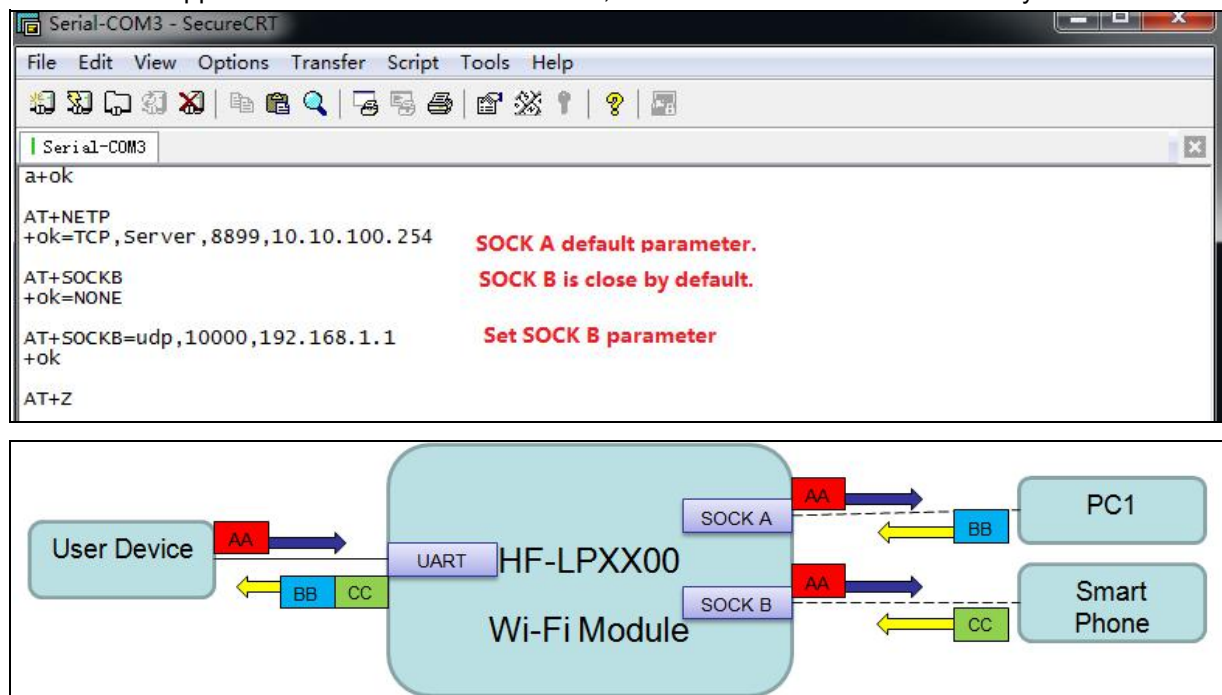 Serial-COM3 - SecureCRT
File Edit View Options Transfer Script Tools Help
Serial-COM3
a+ok
AT+NETP
+ok=TCP,Server,8899,10.10.100.254
SOCK A default parameter.
AT+SOCKB
SOCK B is close by default.
+ok=NONE
AT+SOCKB=udp,10000,192.168.1.1
Set SOCK B parameter
+ok
AT+Z
User Device
AA
BB CC
UART
HF-LPXX00
Wi-Fi Module
SOCK A
AA
BB
PC1
SOCK B
AA
CC
Smart
Phone